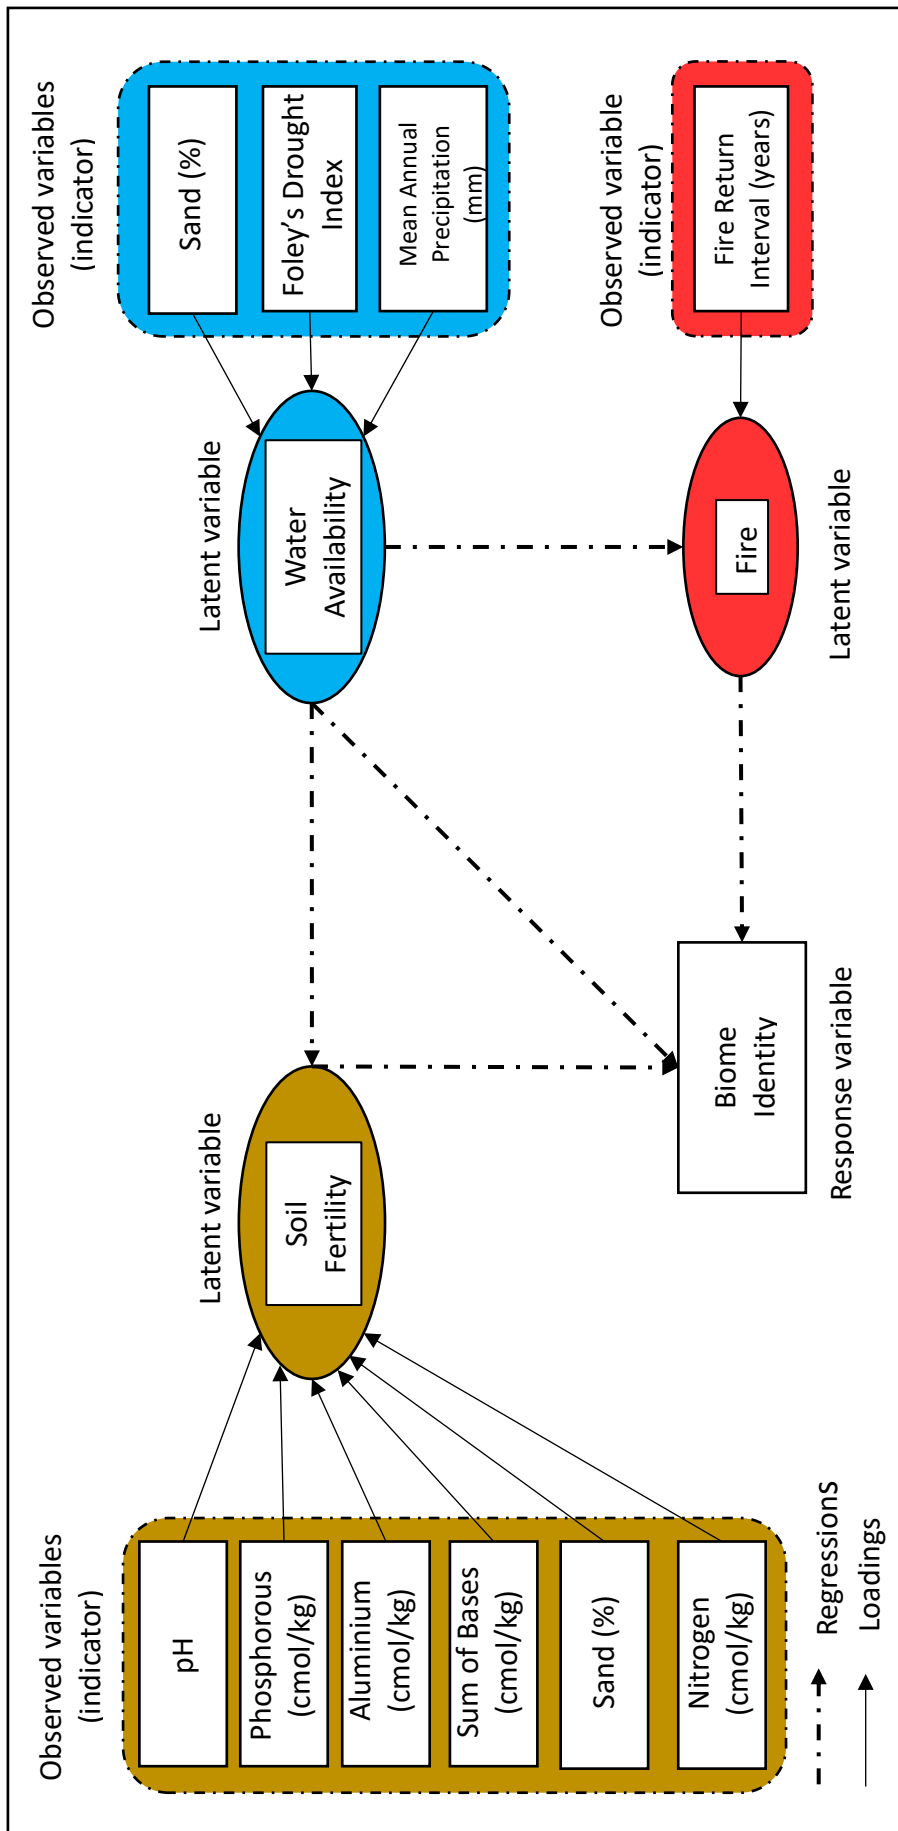 Observed variables
(indicator)
pH
Phosphorous
(cmol/kg)
Aluminium
(cmol/kg)
Sum of Bases
(cmol/kg)
Sand (%)
Nitrogen
(cmol/kg)
Latent variable
Soil
Fertility
Latent variable
Water
Availability
Observed variables
(indicator)
Sand (%)
Foley’s Drought
Index
Mean Annual
Precipitation
(mm)
Biome
Identity
Response variable
Fire
Latent variable
Observed variable
(indicator)
Fire Return
Interval (years)
Regressions
Loadings